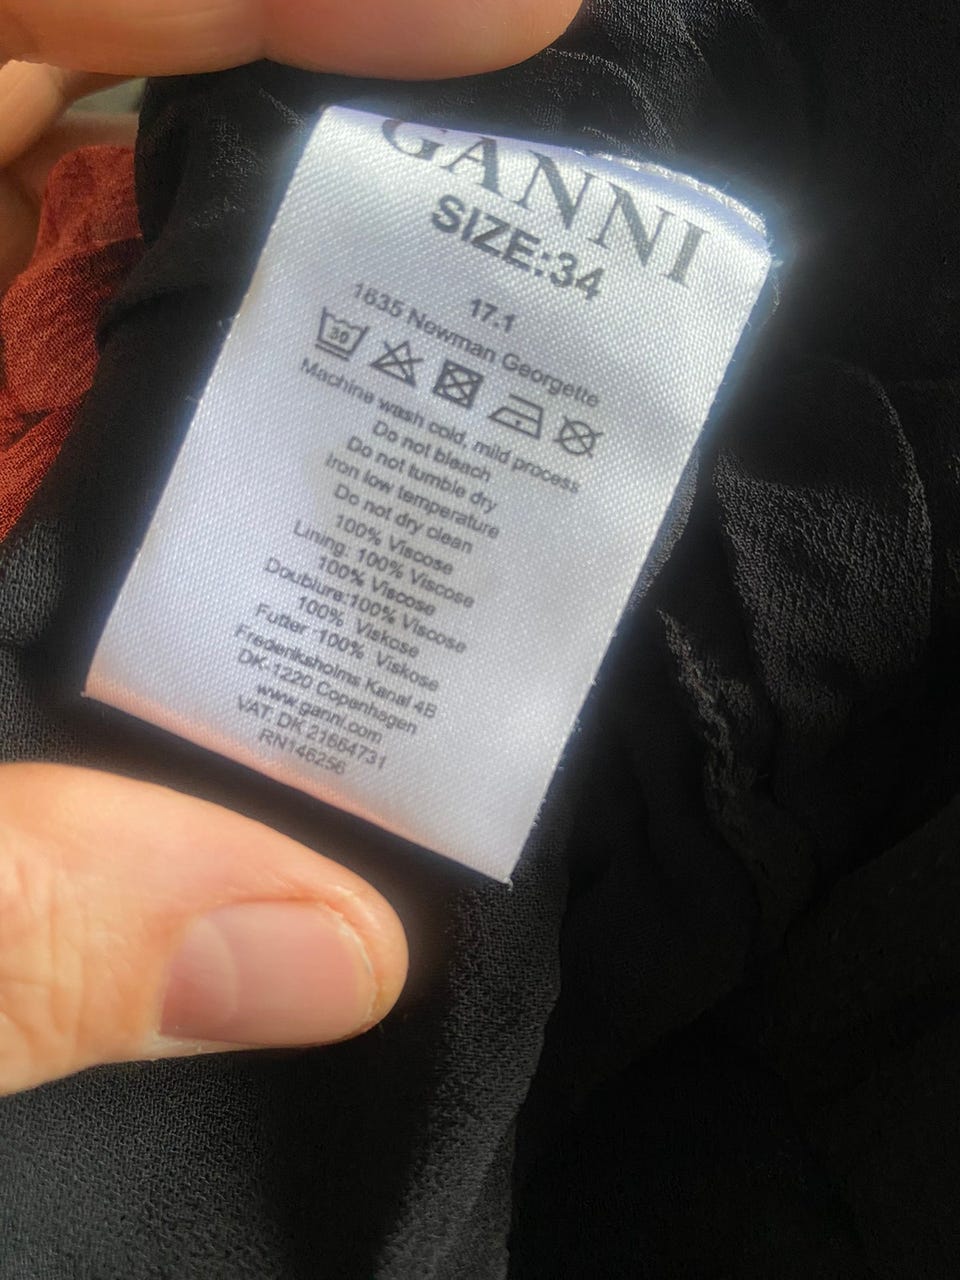 GANNI
SIZE:34
17.1
1635 Newman Georgette
30
Machine wash cold, mild process
Do not bleach
Do not tumble dry
Iron low temperature
Do not dry clean
100% Viscose
Lining: 100% Viscose
100% Viscose
Doublure:100% Viscose
100% Viskose
Futter :100% Viskose
Frederiksholms Kanal 4B
DK-1220 Copenhagen
www.ganni.com
VAT. DK 21664731
RN146256